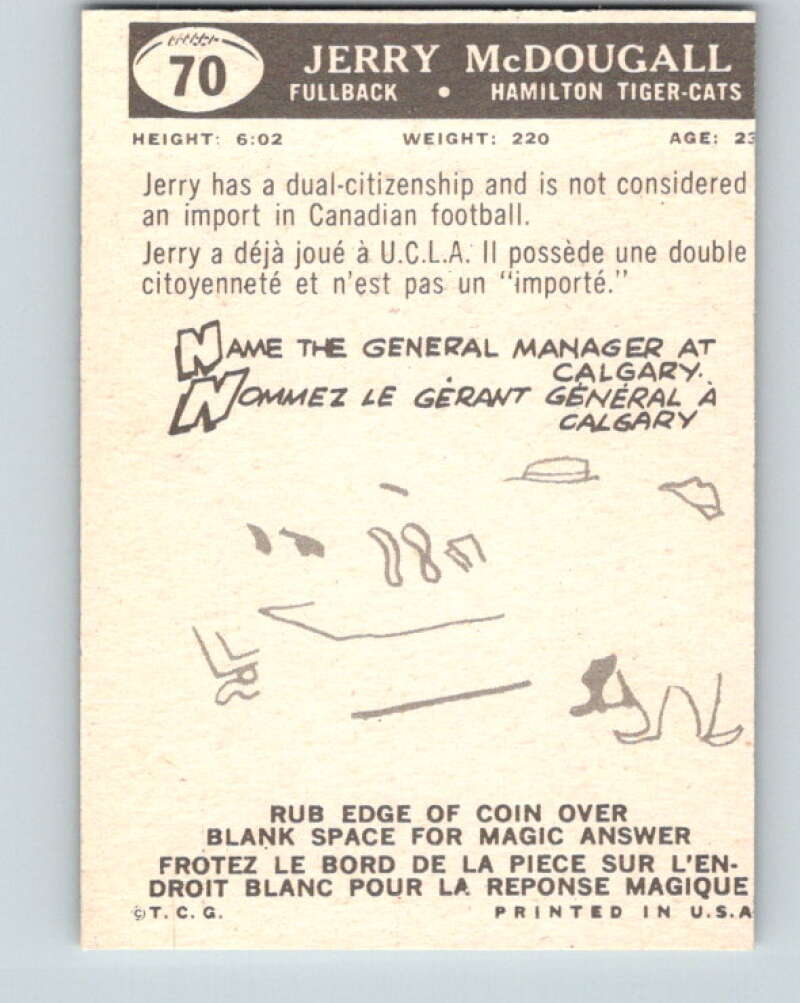 70
JERRY McDOUGALL
FULLBACK • HAMILTON TIGER-CATS
HEIGHT: 6:02 WEIGHT: 220 AGE: 23
Jerry has a dual-citizenship and is not considered
an import in Canadian football.
Jerry a déjà joué à U.C.L.A. Il possède une double
citoyenneté et n'est pas un "importé."
NAME THE GENERAL MANAGER AT
CALGARY.
NOMMEZ LE GÉRANT GÉNÉRAL À
CALGARY
RUB EDGE OF COIN OVER
BLANK SPACE FOR MAGIC ANSWER
FROTEZ LE BORD DE LA PIECE SUR L'EN-
DROIT BLANC POUR LA REPONSE MAGIQUE
©T. C. G. PRINTED IN U.S.A